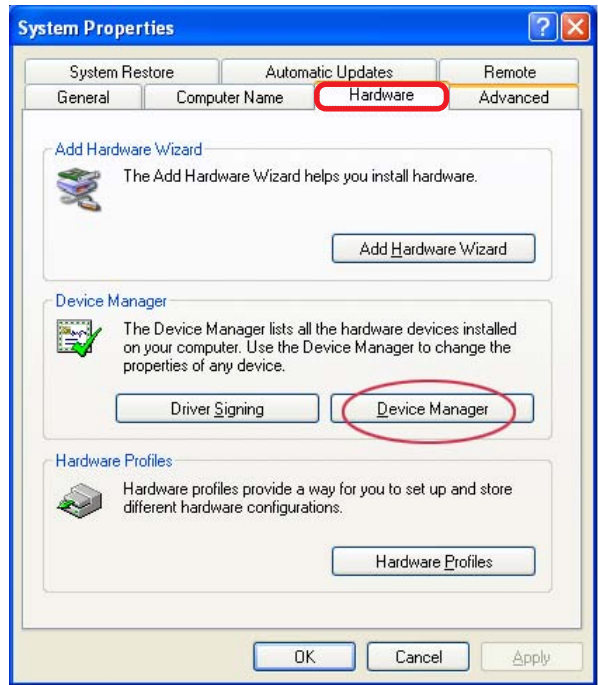 System Properties
System Restore
Automatic Updates
Remote
General
Computer Name
Hardware
Advanced
Add Hardware Wizard
The Add Hardware Wizard helps you install hardware.
Add Hardware Wizard
Device Manager
The Device Manager lists all the hardware devices installed
on your computer. Use the Device Manager to change the
properties of any device.
Driver Signing
Device Manager
Hardware Profiles
Hardware profiles provide a way for you to set up and store
different hardware configurations.
Hardware Profiles
OK
Cancel
Apply